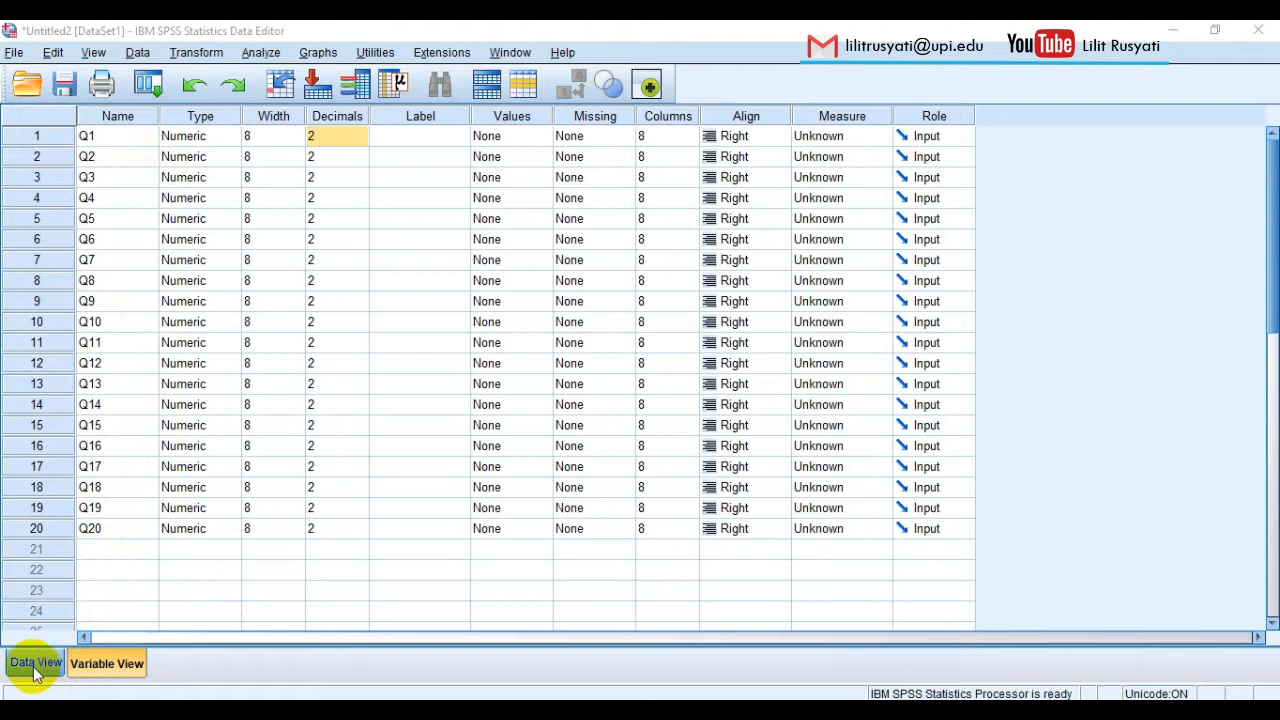 *Untitled2 [DataSet1] - IBM SPSS Statistics Data Editor
File Edit View Data Transform Analyze Graphs Utilities Extensions Window Help
lilitrusyati@upi.edu YouTube Lilit Rusyati
Name Type Width Decimals Label Values Missing Columns Align Measure Role
1 Q1 Numeric 8 2 None None 8 Right Unknown Input
2 Q2 Numeric 8 2 None None 8 Right Unknown Input
3 Q3 Numeric 8 2 None None 8 Right Unknown Input
4 Q4 Numeric 8 2 None None 8 Right Unknown Input
5 Q5 Numeric 8 2 None None 8 Right Unknown Input
6 Q6 Numeric 8 2 None None 8 Right Unknown Input
7 Q7 Numeric 8 2 None None 8 Right Unknown Input
8 Q8 Numeric 8 2 None None 8 Right Unknown Input
9 Q9 Numeric 8 2 None None 8 Right Unknown Input
10 Q10 Numeric 8 2 None None 8 Right Unknown Input
11 Q11 Numeric 8 2 None None 8 Right Unknown Input
12 Q12 Numeric 8 2 None None 8 Right Unknown Input
13 Q13 Numeric 8 2 None None 8 Right Unknown Input
14 Q14 Numeric 8 2 None None 8 Right Unknown Input
15 Q15 Numeric 8 2 None None 8 Right Unknown Input
16 Q16 Numeric 8 2 None None 8 Right Unknown Input
17 Q17 Numeric 8 2 None None 8 Right Unknown Input
18 Q18 Numeric 8 2 None None 8 Right Unknown Input
19 Q19 Numeric 8 2 None None 8 Right Unknown Input
20 Q20 Numeric 8 2 None None 8 Right Unknown Input
21
22
23
24
Data View Variable View
IBM SPSS Statistics Processor is ready Unicode:ON